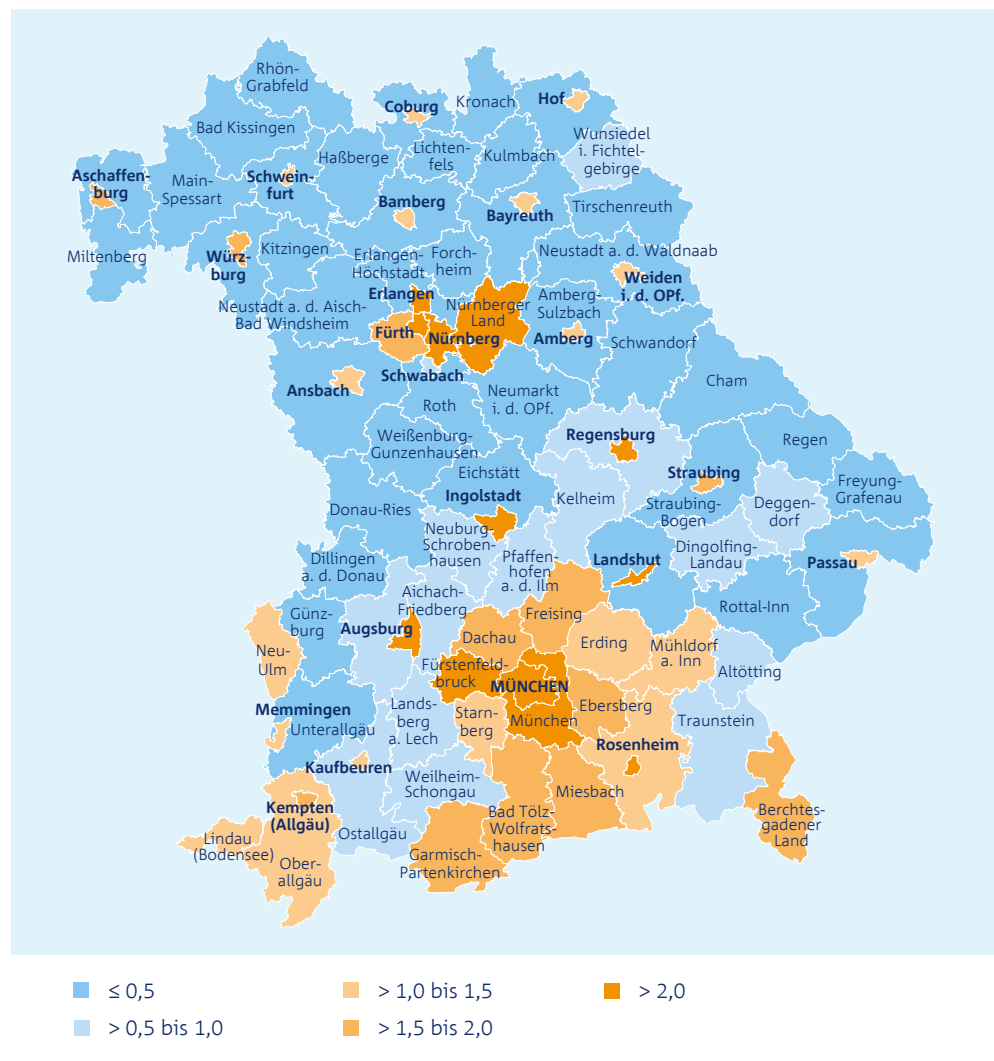 Rhön-
Grabfeld
Coburg
Kronach
Hof
Bad Kissingen
Wunsiedel
i. Fichtel-
gebirge
Lichten-
fels
Haßberge
Kulmbach
Aschaffen-
burg
Main-
Spessart
Schwein-
furt
Bamberg
Bayreuth
Tirschenreuth
Miltenberg
Würz-
burg
Kitzingen
Erlangen-
Höchstadt
Forch-
heim
Neustadt a. d. Waldnaab
Weiden
i. d. OPf.
Erlangen
Neustadt a. d. Aisch-
Bad Windsheim
Nürnberger
Land
Amberg-
Sulzbach
Fürth
Nürnberg
Amberg
Schwandorf
Schwabach
Ansbach
Roth
Neumarkt
i. d. OPf.
Cham
Weißenburg-
Gunzenhausen
Regensburg
Regen
Eichstätt
Ingolstadt
Straubing
Freyung-
Grafenau
Donau-Ries
Kelheim
Straubing-
Bogen
Deggen-
dorf
Neuburg-
Schroben-
hausen
Pfaffen-
hofen
a. d. Ilm
Landshut
Dingolfing-
Landau
Passau
Dillingen
a. d. Donau
Aichach-
Friedberg
Günz-
burg
Augsburg
Freising
Rottal-Inn
Neu-
Ulm
Dachau
Erding
Mühldorf
a. Inn
Altötting
Fürstenfeld-
bruck
MÜNCHEN
Memmingen
Unterallgäu
Lands-
berg
a. Lech
Starn-
berg
München
Ebersberg
Traunstein
Rosenheim
Kaufbeuren
Weilheim-
Schongau
Miesbach
Kempten
(Allgäu)
Bad Tölz-
Wolfrats-
hausen
Berchtes-
gadener
Land
Lindau
(Bodensee)
Ostallgäu
Ober-
allgäu
Garmisch-
Partenkirchen
≤ 0,5
> 0,5 bis 1,0
> 1,0 bis 1,5
> 1,5 bis 2,0
> 2,0